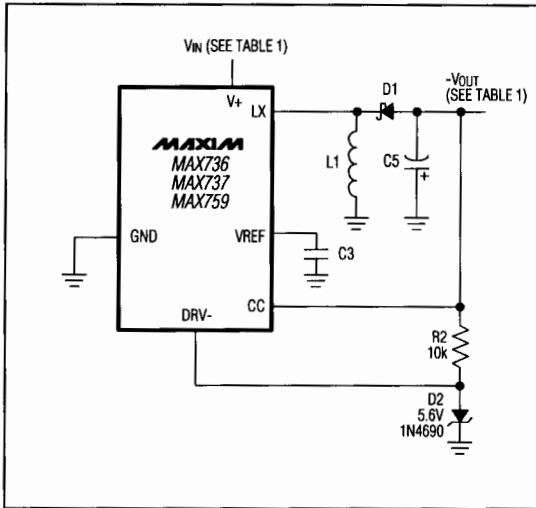 VIN (SEE TABLE 1)
D1
-VOUT
(SEE TABLE 1)
V+
LX
MAXIM
MAX736
MAX737
MAX759
L1
C5
+
GND
VREF
C3
CC
DRV-
R2
10k
D2
5.6V
1N4690